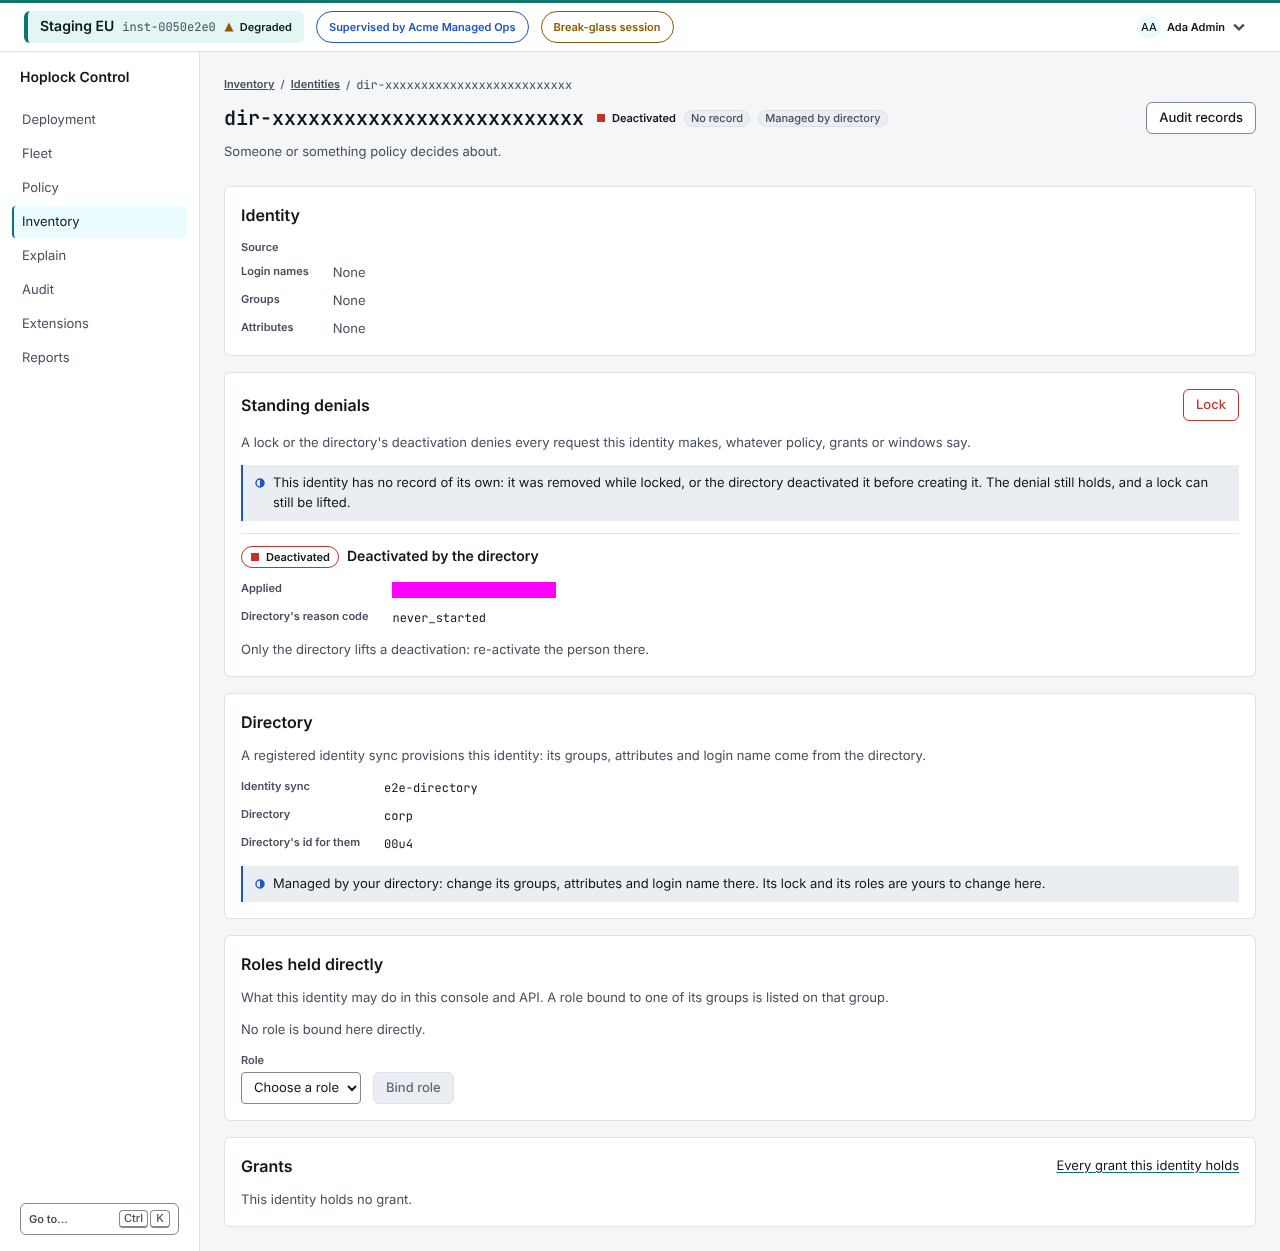 Staging EU inst-0050e2e0 Degraded
Supervised by Acme Managed Ops
Break-glass session
AA Ada Admin
Hoplock Control
Deployment
Fleet
Policy
Inventory
Explain
Audit
Extensions
Reports
Go to...
Ctrl K
Inventory / Identities / dir-xxxxxxxxxxxxxxxxxxxxxxxxxx
dir-xxxxxxxxxxxxxxxxxxxxxxxxxx Deactivated No record Managed by directory
Audit records
Someone or something policy decides about.
Identity
Source
Login names None
Groups None
Attributes None
Standing denials
Lock
A lock or the directory's deactivation denies every request this identity makes, whatever policy, grants or windows say.
This identity has no record of its own: it was removed while locked, or the directory deactivated it before creating it. The denial still holds, and a lock can
still be lifted.
Deactivated Deactivated by the directory
Applied
Directory's reason code never_started
Only the directory lifts a deactivation: re-activate the person there.
Directory
A registered identity sync provisions this identity: its groups, attributes and login name come from the directory.
Identity sync e2e-directory
Directory corp
Directory's id for them 00u4
Managed by your directory: change its groups, attributes and login name there. Its lock and its roles are yours to change here.
Roles held directly
What this identity may do in this console and API. A role bound to one of its groups is listed on that group.
No role is bound here directly.
Role
Choose a role
Bind role
Grants
Every grant this identity holds
This identity holds no grant.